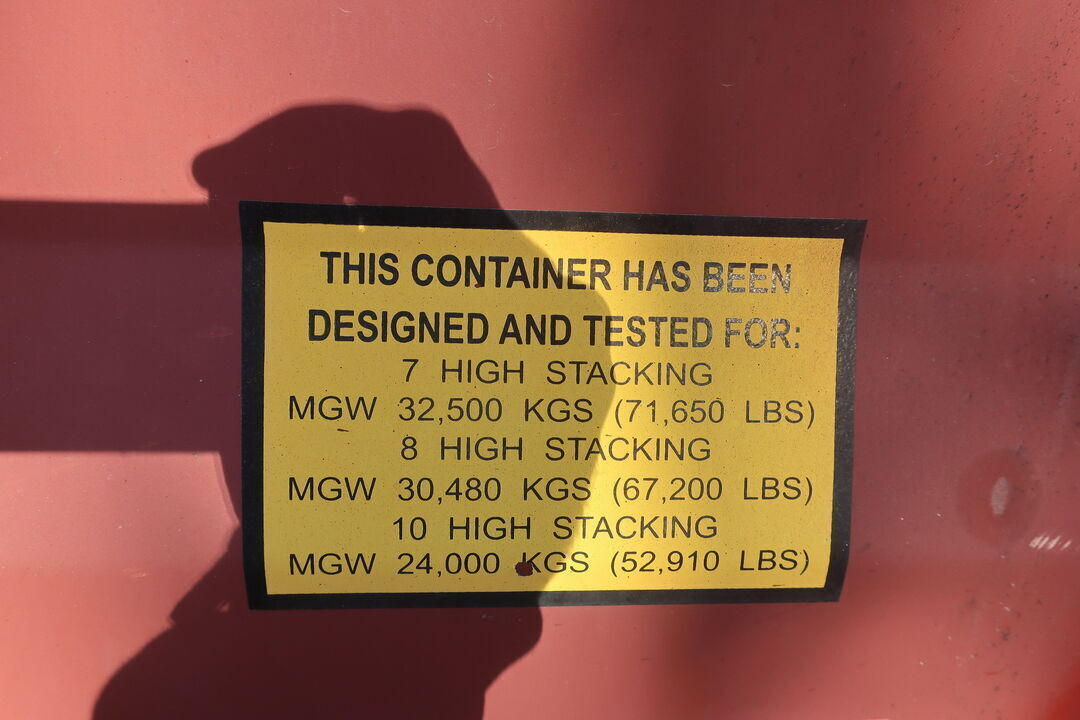 THIS CONTAINER HAS BEEN
DESIGNED AND TESTED FOR:
7 HIGH STACKING
MGW 32,500 KGS (71,650 LBS)
8 HIGH STACKING
MGW 30,480 KGS (67,200 LBS)
10 HIGH STACKING
MGW 24,000 KGS (52,910 LBS)